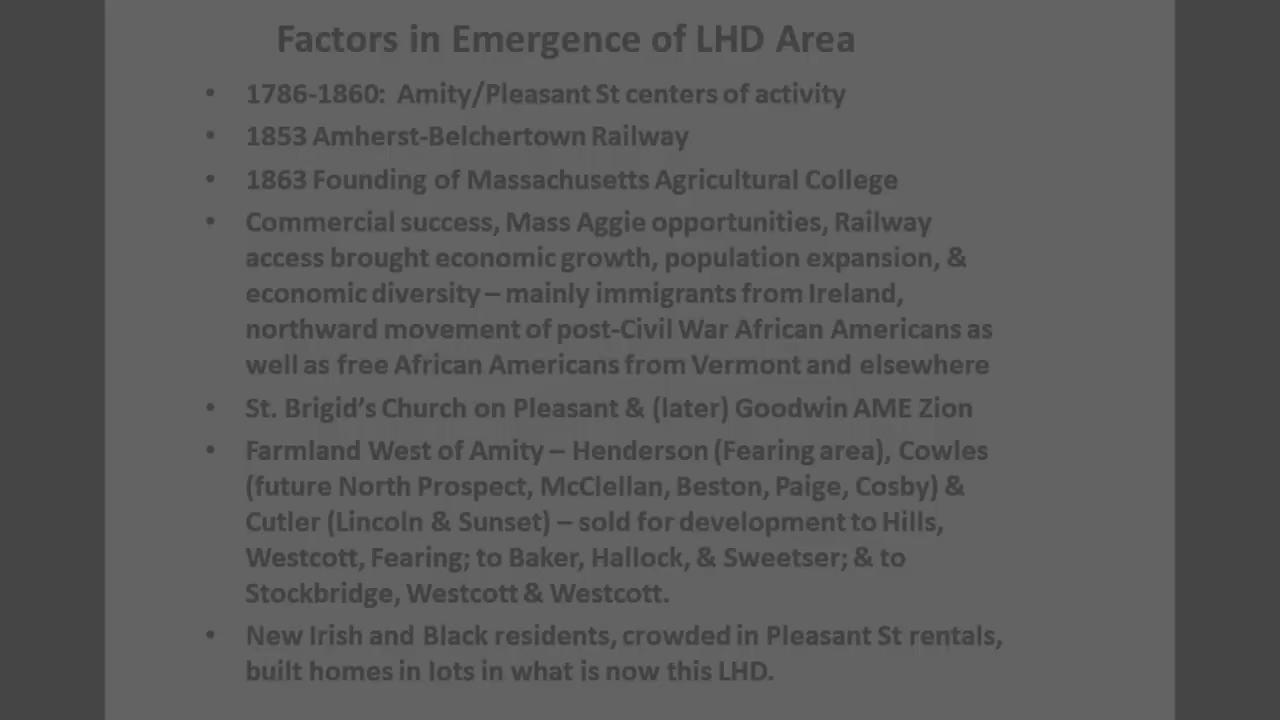 Factors in Emergence of LHD Area
• 1786-1860: Amity/Pleasant St centers of activity
• 1853 Amherst-Belchertown Railway
• 1863 Founding of Massachusetts Agricultural College
• Commercial success, Mass Aggie opportunities, Railway
access brought economic growth, population expansion, &
economic diversity – mainly immigrants from Ireland,
northward movement of post-Civil War African Americans as
well as free African Americans from Vermont and elsewhere
• St. Brigid's Church on Pleasant & (later) Goodwin AME Zion
• Farmland West of Amity – Henderson (Fearing area), Cowles
(future North Prospect, McClellan, Beston, Paige, Cosby) &
Cutler (Lincoln & Sunset) – sold for development to Hills,
Westcott, Fearing; to Baker, Hallock, & Sweetser; & to
Stockbridge, Westcott & Westcott.
• New Irish and Black residents, crowded in Pleasant St rentals,
built homes in lots in what is now this LHD.